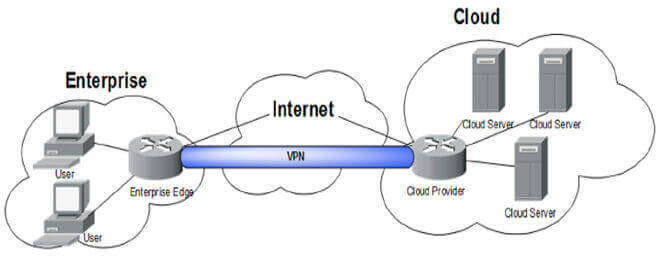 Cloud
Enterprise
Internet
Cloud Server
Cloud Server
VPN
User
Enterprise Edge
Cloud Provider
Cloud Server
User